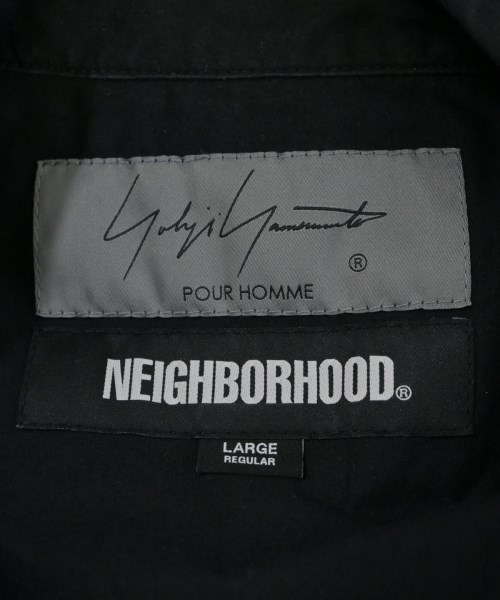 Yohji Yamamoto
®
POUR HOMME
NEIGHBORHOOD®
LARGE
REGULAR